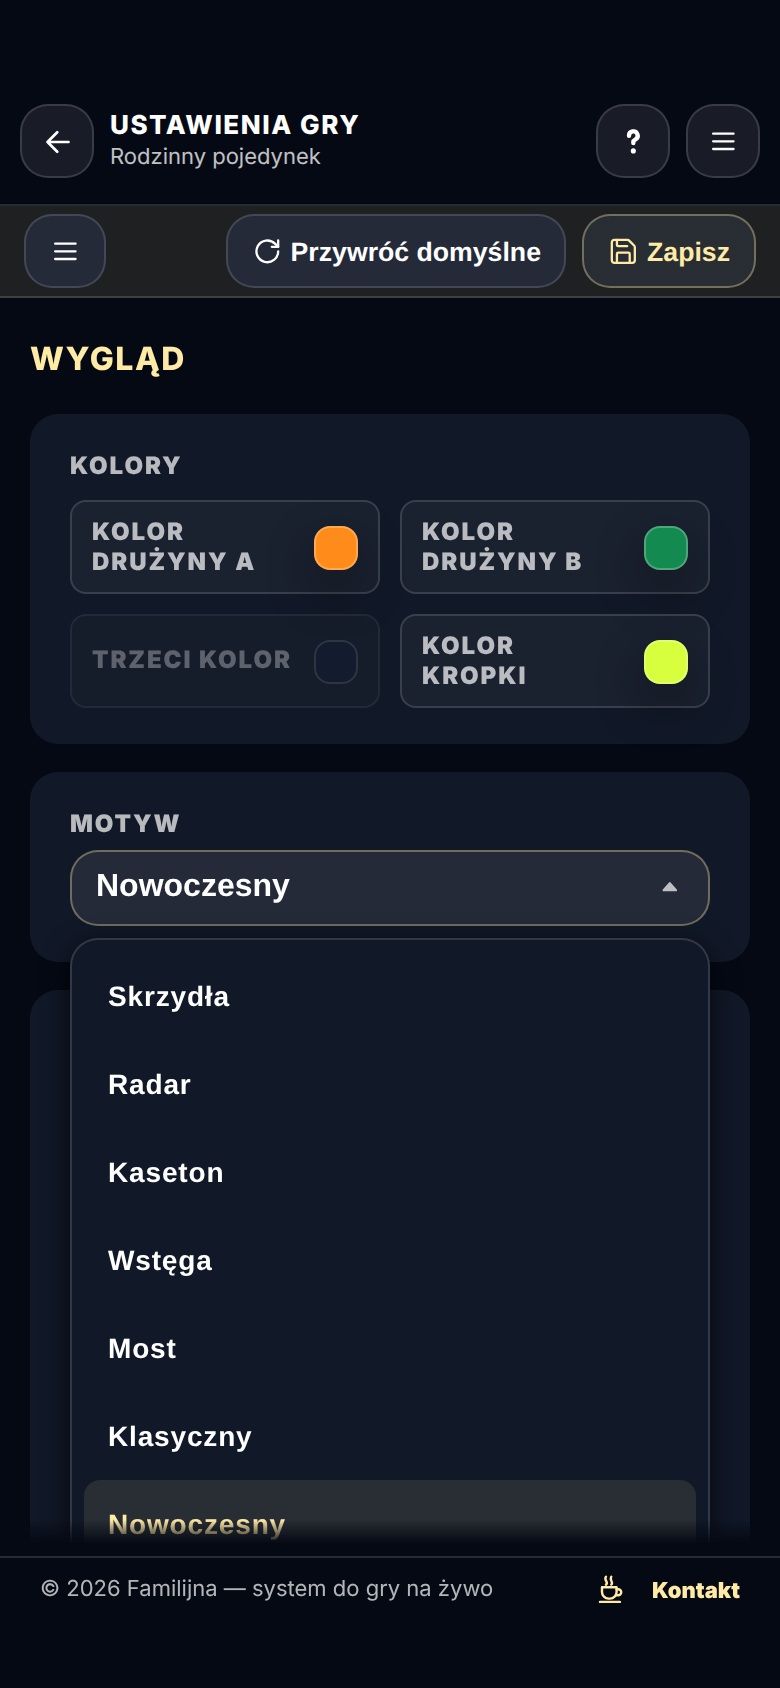 USTAWIENIA GRY
Rodzinny pojedynek
?
Przywróć domyślne
Zapisz
WYGLĄD
KOLORY
KOLOR
DRUŻYNY A
KOLOR
DRUŻYNY B
TRZECI KOLOR
KOLOR
KROPKI
MOTYW
Nowoczesny
Skrzydła
Radar
Kaseton
Wstęga
Most
Klasyczny
Nowoczesny
© 2026 Familijna — system do gry na żywo
Kontakt